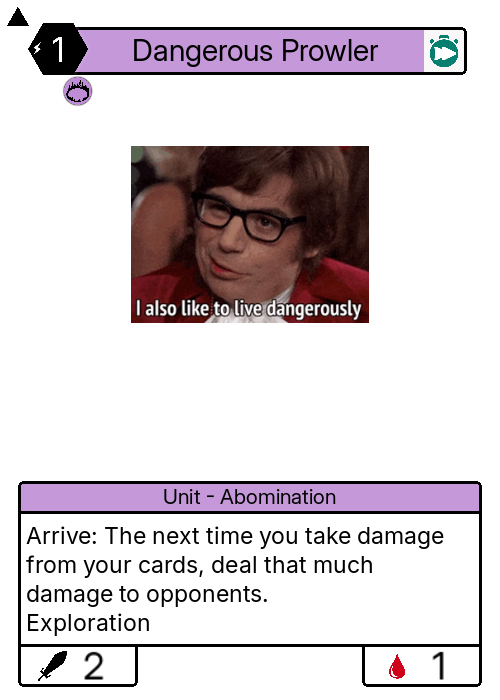 1
Dangerous Prowler
I also like to live dangerously
Unit - Abomination
Arrive: The next time you take damage
from your cards, deal that much
damage to opponents.
Exploration
2
1